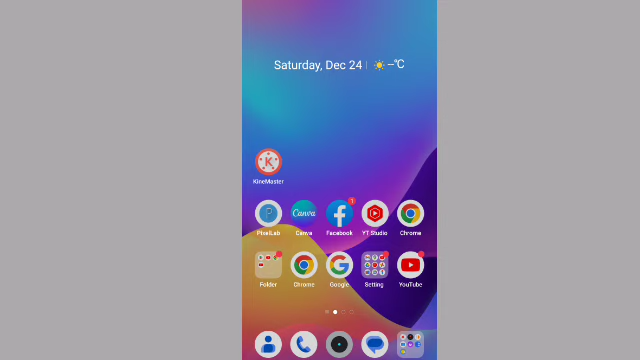 Saturday, Dec 24 | –°C
KineMaster
PixelLab Canva Facebook YT Studio Chrome
Folder Chrome Google Setting YouTube